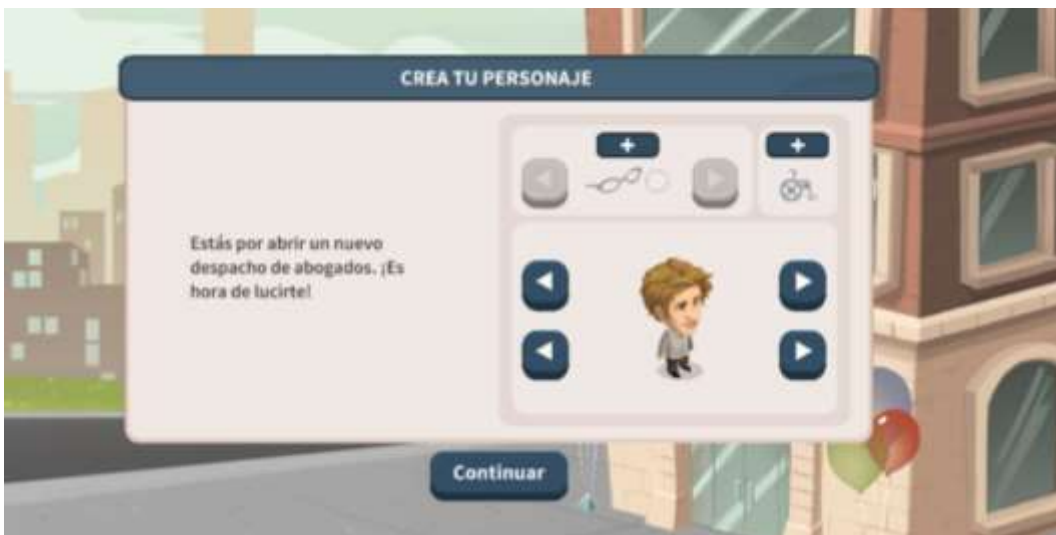 CREA TU PERSONAJE
Estás por abrir un nuevo
despacho de abogados. ¡Es
hora de lucirte!
Continuar